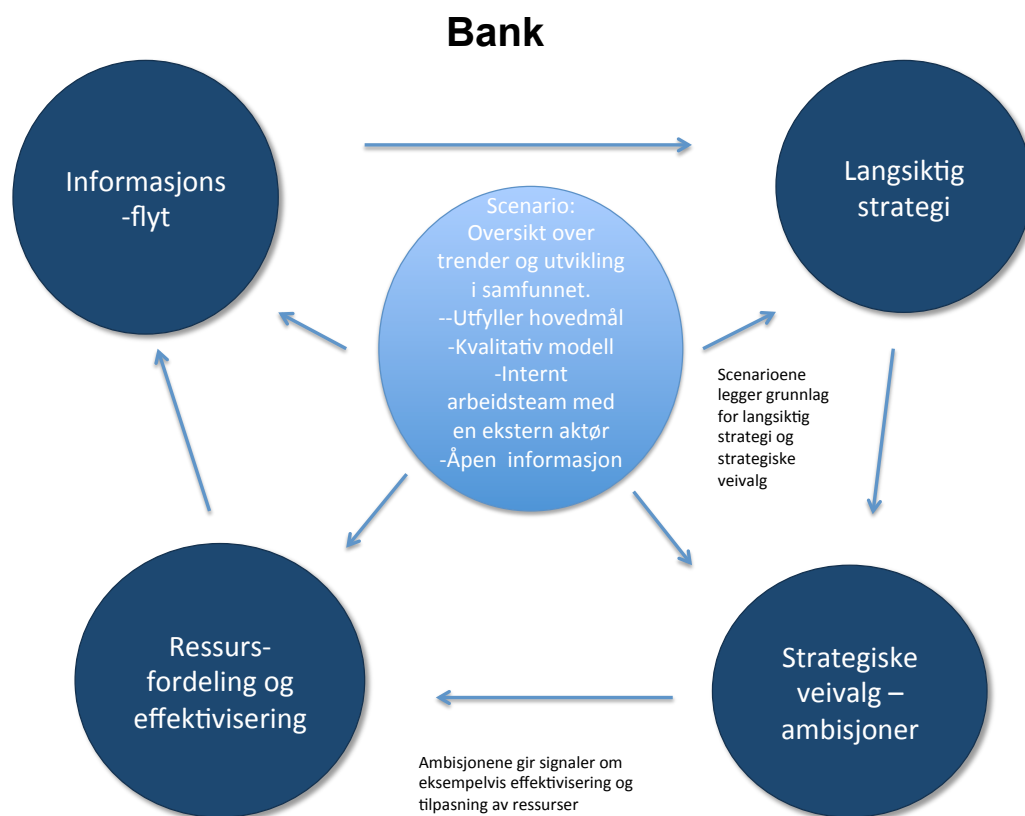 Bank
Informasjons
-flyt
Langsiktig
strategi
Scenario:
Oversikt over
trender og utvikling
i samfunnet.
--Utfyller hovedmål
-Kvalitativ modell
-Internt
arbeidsteam med
en ekstern aktør
-Åpen  informasjon
Scenarioene
legger grunnlag
for langsiktig
strategi og
strategiske
veivalg
Ressurs-
fordeling og
effektivisering
Strategiske
veivalg –
ambisjoner
Ambisjonene gir signaler om
eksempelvis effektivisering og
tilpasning av ressurser